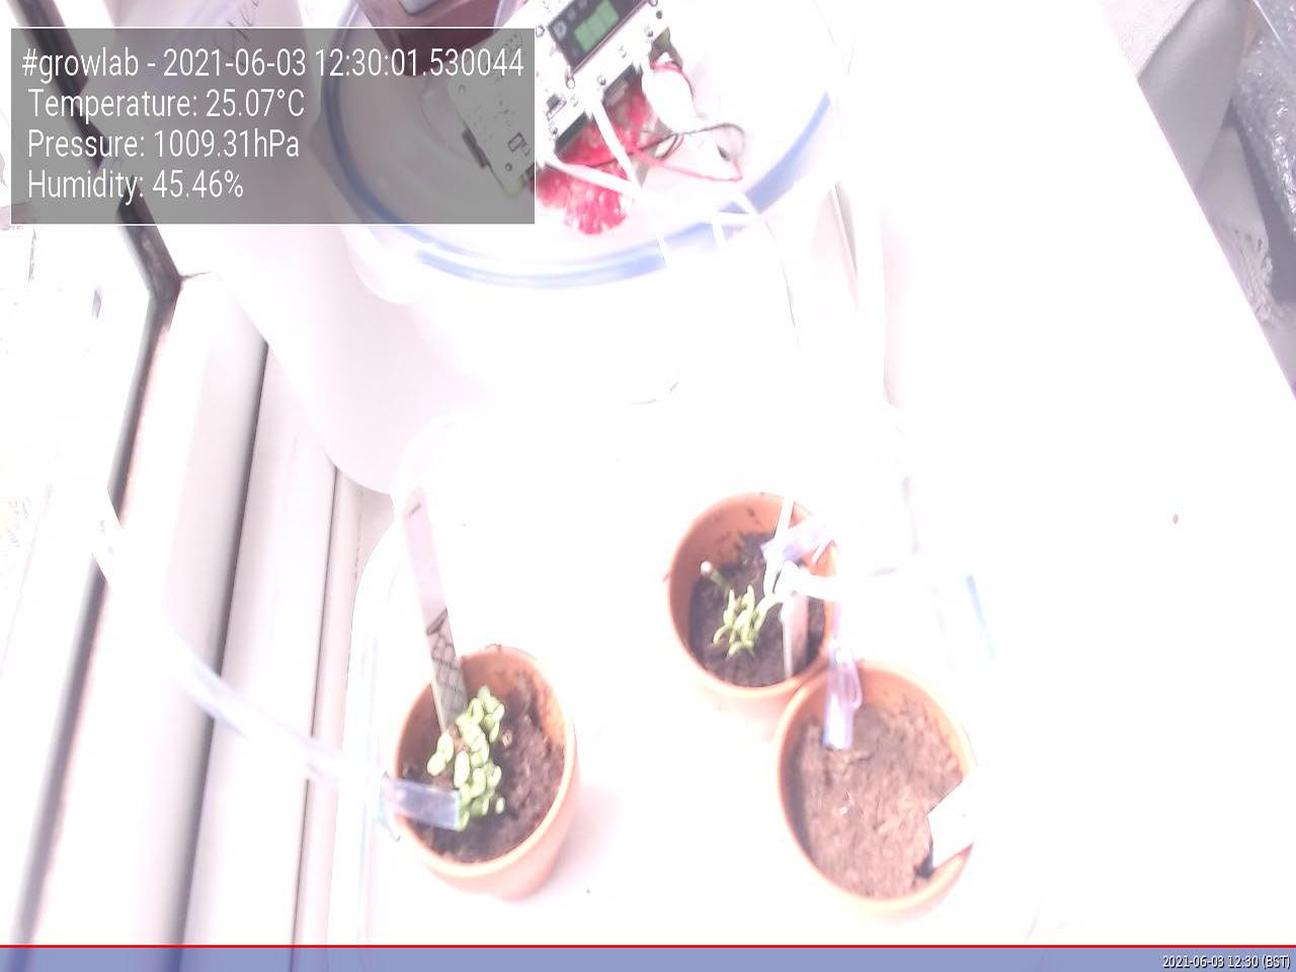 #growlab - 2021-06-03 12:30:01.530044
Temperature: 25.07°C
Pressure: 1009.31hPa
Humidity: 45.46%
2021-06-03 12:30 (BST)